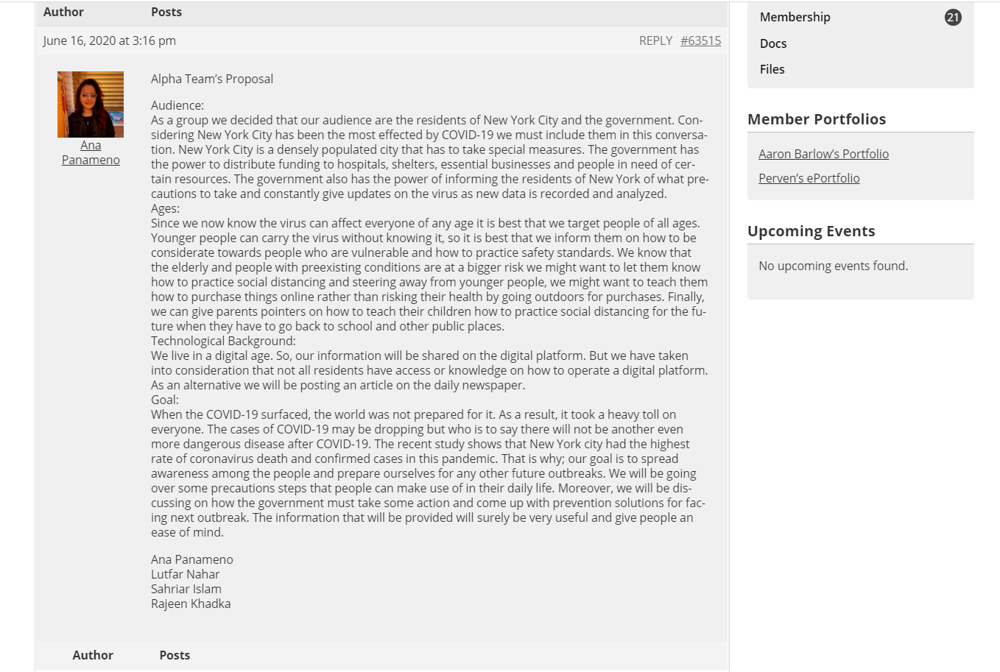 Author Posts
June 16, 2020 at 3:16 pm REPLY #63515
Ana
Panameno
Alpha Team’s Proposal
Audience:
As a group we decided that our audience are the residents of New York City and the government. Con-
sidering New York City has been the most effected by COVID-19 we must include them in this conversa-
tion. New York City is a densely populated city that has to take special measures. The government has
the power to distribute funding to hospitals, shelters, essential businesses and people in need of cer-
tain resources. The government also has the power of informing the residents of New York of what pre-
cautions to take and constantly give updates on the virus as new data is recorded and analyzed.
Ages:
Since we now know the virus can affect everyone of any age it is best that we target people of all ages.
Younger people can carry the virus without knowing it, so it is best that we inform them on how to be
considerate towards people who are vulnerable and how to practice safety standards. We know that
the elderly and people with preexisting conditions are at a bigger risk we might want to let them know
how to practice social distancing and steering away from younger people, we might want to teach them
how to purchase things online rather than risking their health by going outdoors for purchases. Finally,
we can give parents pointers on how to teach their children how to practice social distancing for the fu-
ture when they have to go back to school and other public places.
Technological Background:
We live in a digital age. So, our information will be shared on the digital platform. But we have taken
into consideration that not all residents have access or knowledge on how to operate a digital platform.
As an alternative we will be posting an article on the daily newspaper.
Goal:
When the COVID-19 surfaced, the world was not prepared for it. As a result, it took a heavy toll on
everyone. The cases of COVID-19 may be dropping but who is to say there will not be another even
more dangerous disease after COVID-19. The recent study shows that New York city had the highest
rate of coronavirus death and confirmed cases in this pandemic. That is why; our goal is to spread
awareness among the people and prepare ourselves for any other future outbreaks. We will be going
over some precautions steps that people can make use of in their daily life. Moreover, we will be dis-
cussing on how the government must take some action and come up with prevention solutions for fac-
ing next outbreak. The information that will be provided will surely be very useful and give people an
ease of mind.
Ana Panameno
Lutfar Nahar
Sahriar Islam
Rajeen Khadka
Author Posts
Membership 21
Docs
Files
Member Portfolios
Aaron Barlow’s Portfolio
Perven’s ePortfolio
Upcoming Events
No upcoming events found.